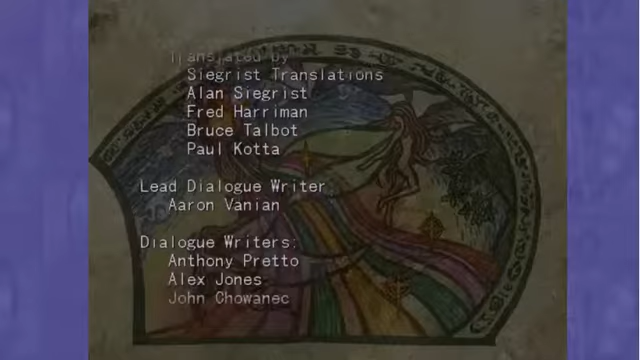 Translated by
Siegrist Translations
Alan Siegrist
Fred Harriman
Bruce Talbot
Paul Kotta
Lead Dialogue Writer:
Aaron Vanian
Dialogue Writers:
Anthony Pretto
Alex Jones
John Chowanec